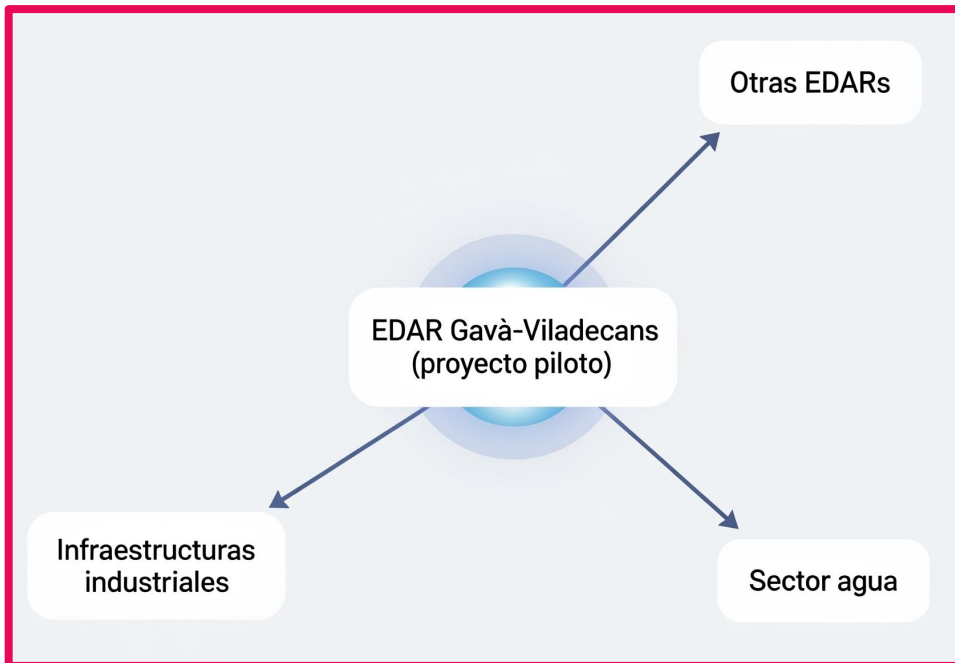 Otras EDARs
EDAR Gavà-Viladecans
(proyecto piloto)
Infraestructuras
industriales
Sector agua